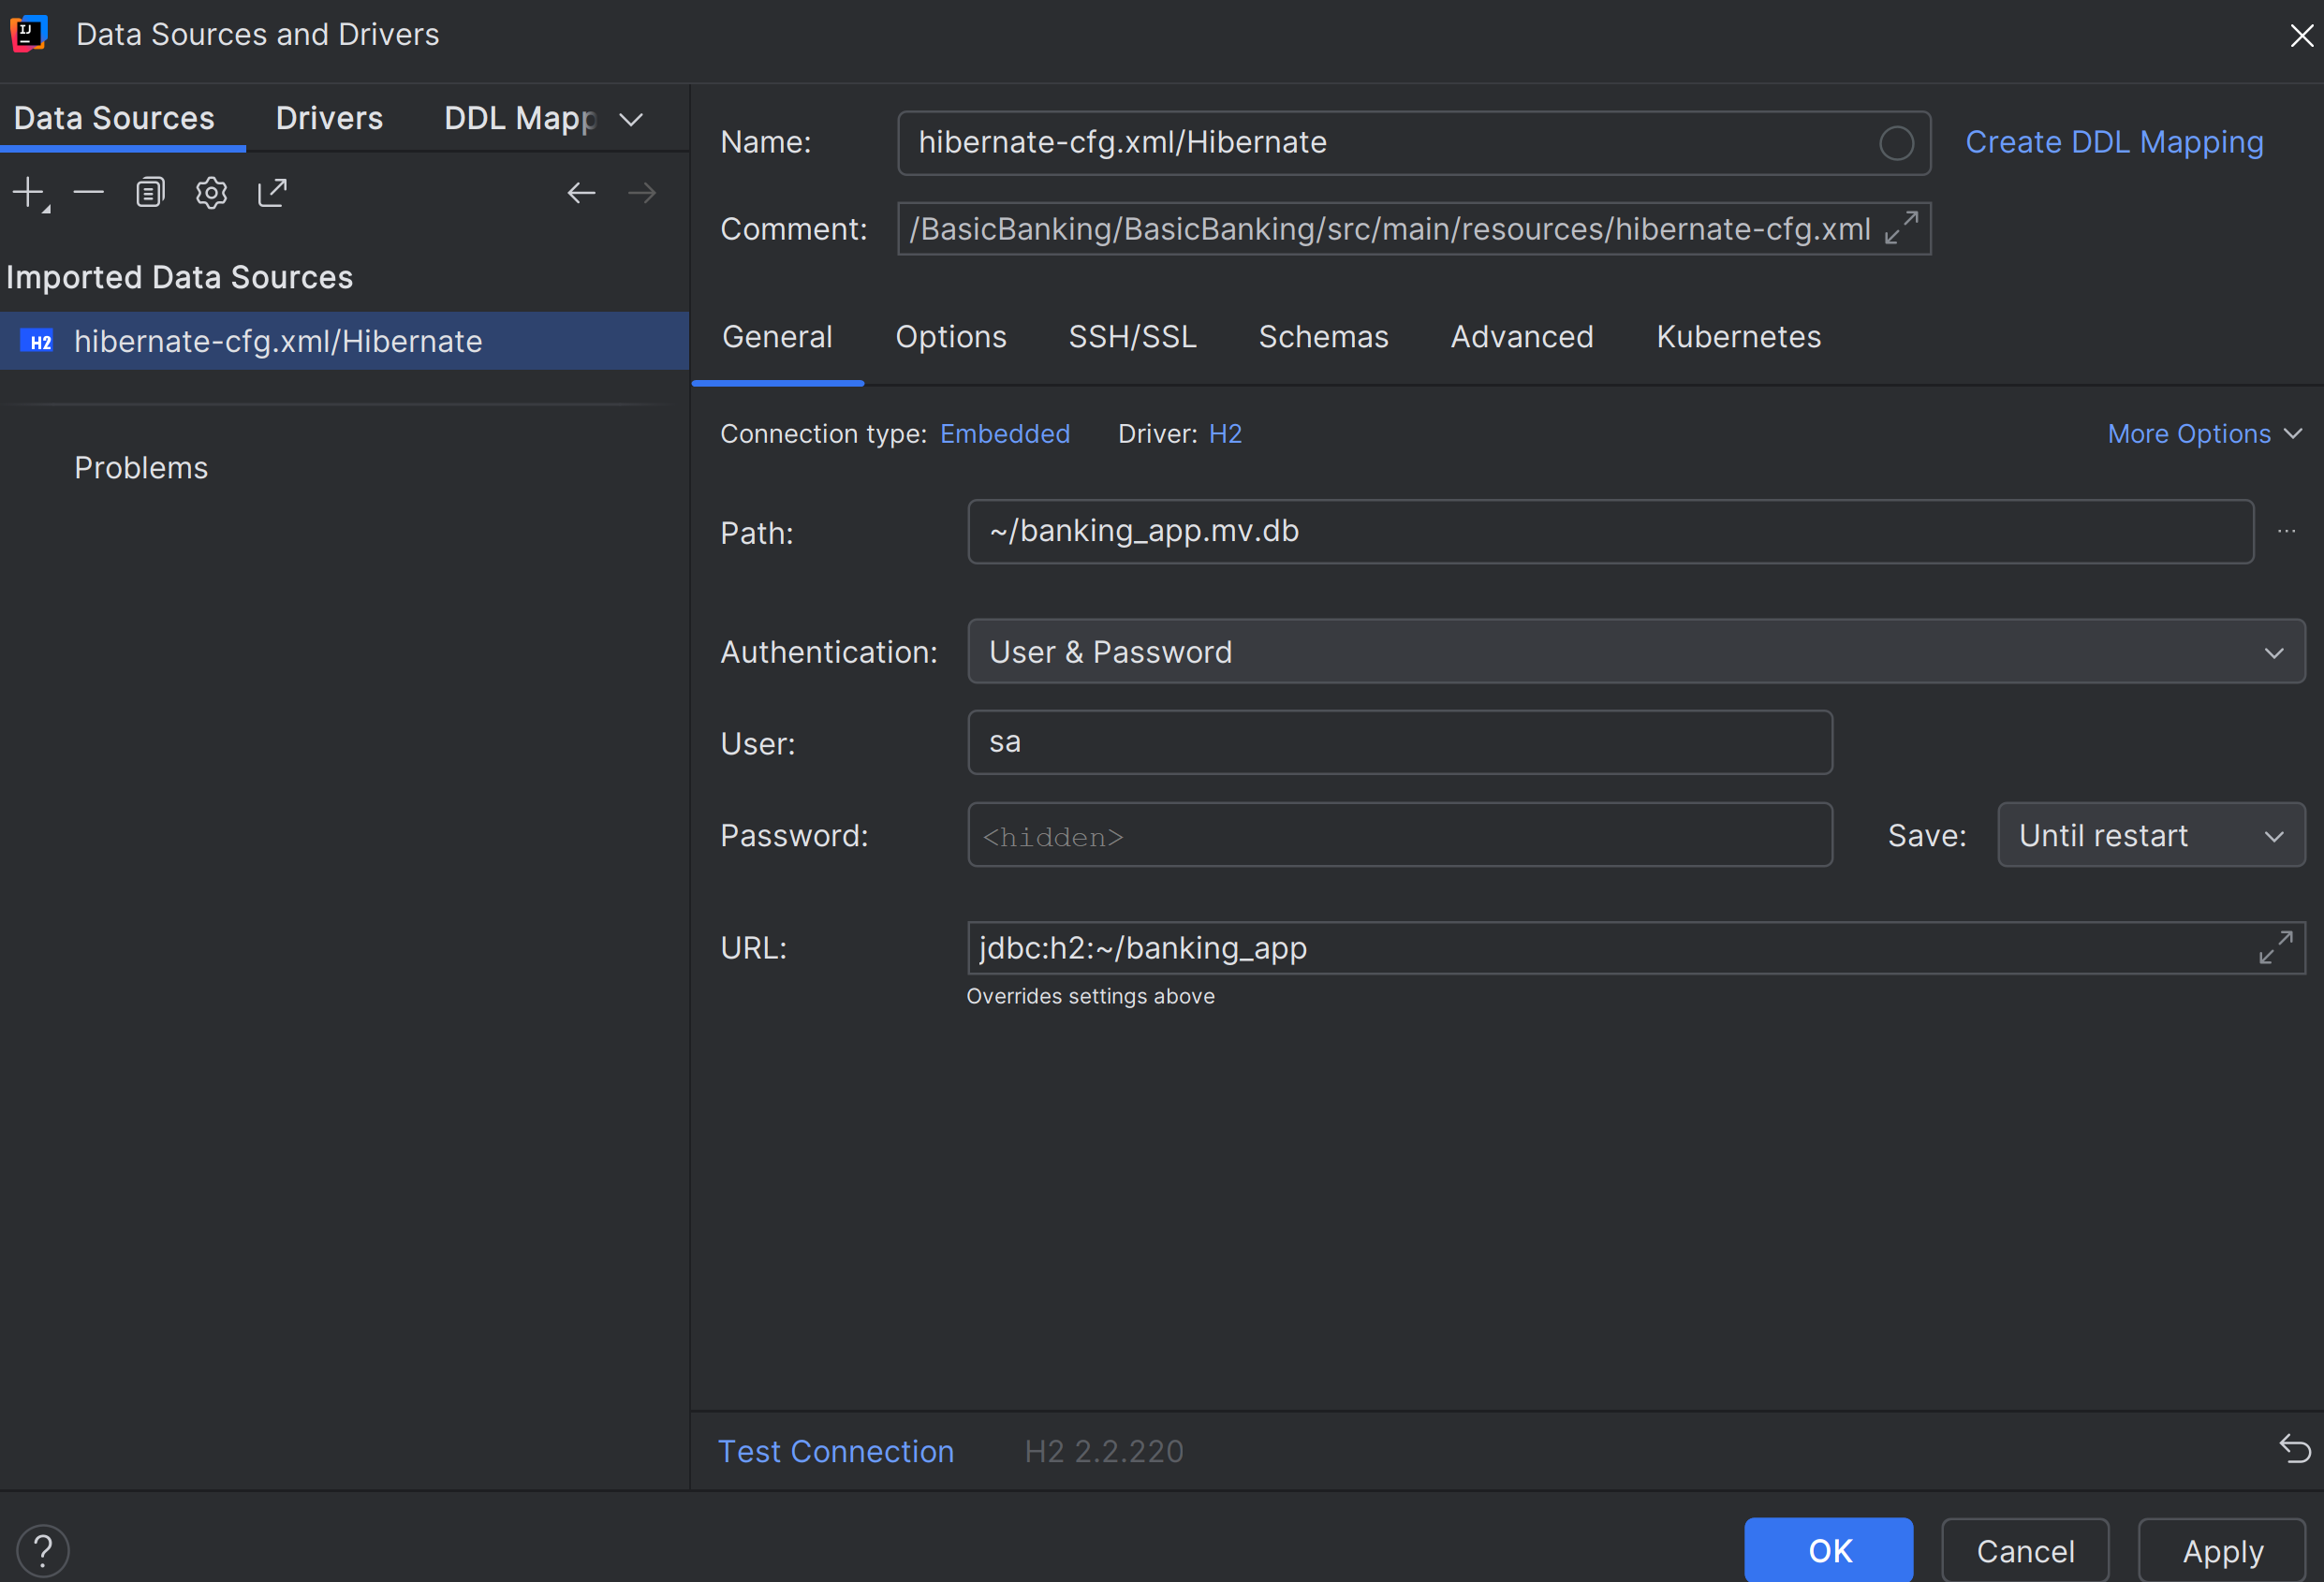 Data Sources and Drivers
Data Sources Drivers DDL Mapp
Name: hibernate-cfg.xml/Hibernate Create DDL Mapping
Comment: /BasicBanking/BasicBanking/src/main/resources/hibernate-cfg.xml
Imported Data Sources
H2 hibernate-cfg.xml/Hibernate
Problems
General Options SSH/SSL Schemas Advanced Kubernetes
Connection type: Embedded Driver: H2 More Options
Path: ~/banking_app.mv.db ...
Authentication: User & Password
User: sa
Password: <hidden> Save: Until restart
URL: jdbc:h2:~/banking_app
Overrides settings above
Test Connection H2 2.2.220
? OK Cancel Apply